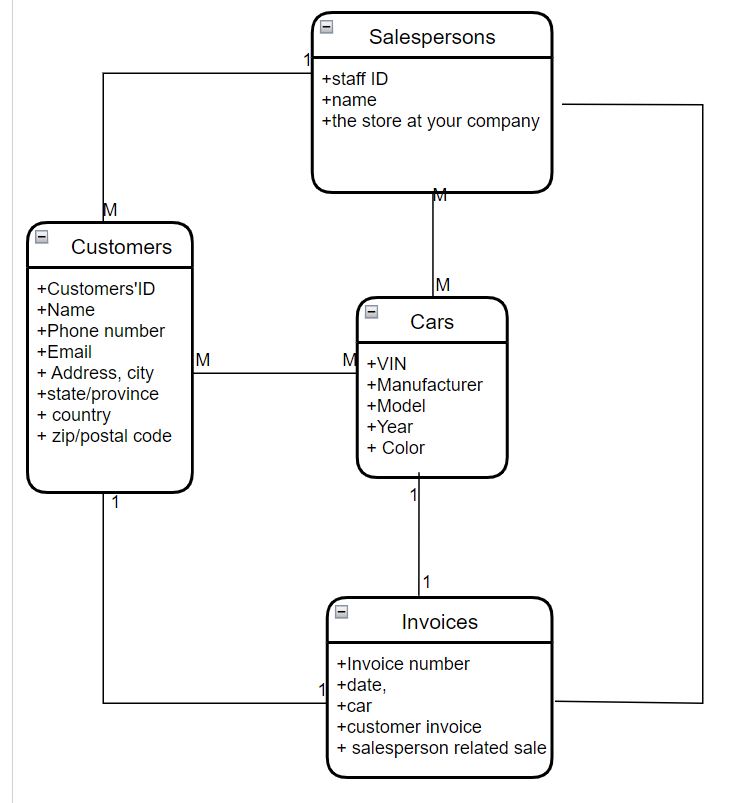 Salespersons
1
+staff ID
+name
+the store at your company
M
M
Customers
+Customers'ID
+Name
+Phone number
+Email
+ Address, city
+state/province
+ country
+ zip/postal code
M
M
M
Cars
+VIN
+Manufacturer
+Model
+Year
+ Color
1
1
1
1
Invoices
+Invoice number
+date,
+car
+customer invoice
+ salesperson related sale